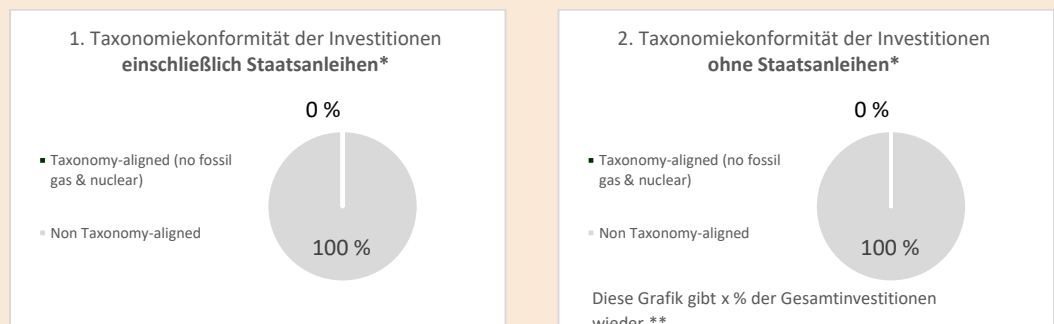 1. Taxonomiekonformität der Investitionen
einschließlich Staatsanleihen*
0 %
Taxonomy-aligned (no fossil
gas & nuclear)
Non Taxonomy-aligned
100 %
2. Taxonomiekonformität der Investitionen
ohne Staatsanleihen*
0 %
Taxonomy-aligned (no fossil
gas & nuclear)
Non Taxonomy-aligned
100 %
Diese Grafik gibt x % der Gesamtinvestitionen
wieder.**